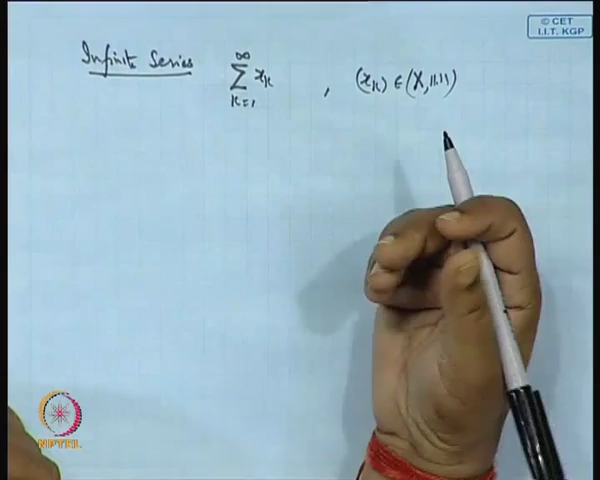 © CET
I.I.T. KGP
Infinite Series ∑_{k=1}^{∞} x_k , (x_k) ∈ (X, ||.||)
NPTEL